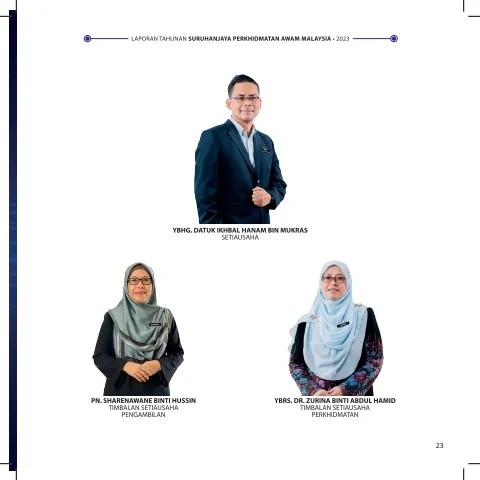 LAPORAN TAHUNAN SURUHANJAYA PERKHIDMATAN AWAM MALAYSIA • 2023
YBHG. DATUK IKHBAL HANAM BIN MUKRAS
SETIAUSAHA
PN. SHARENAWANE BINTI HUSSIN
TIMBALAN SETIAUSAHA
PENGAMBILAN
YBRS. DR. ZURINA BINTI ABDUL HAMID
TIMBALAN SETIAUSAHA
PERKHIDMATAN
23